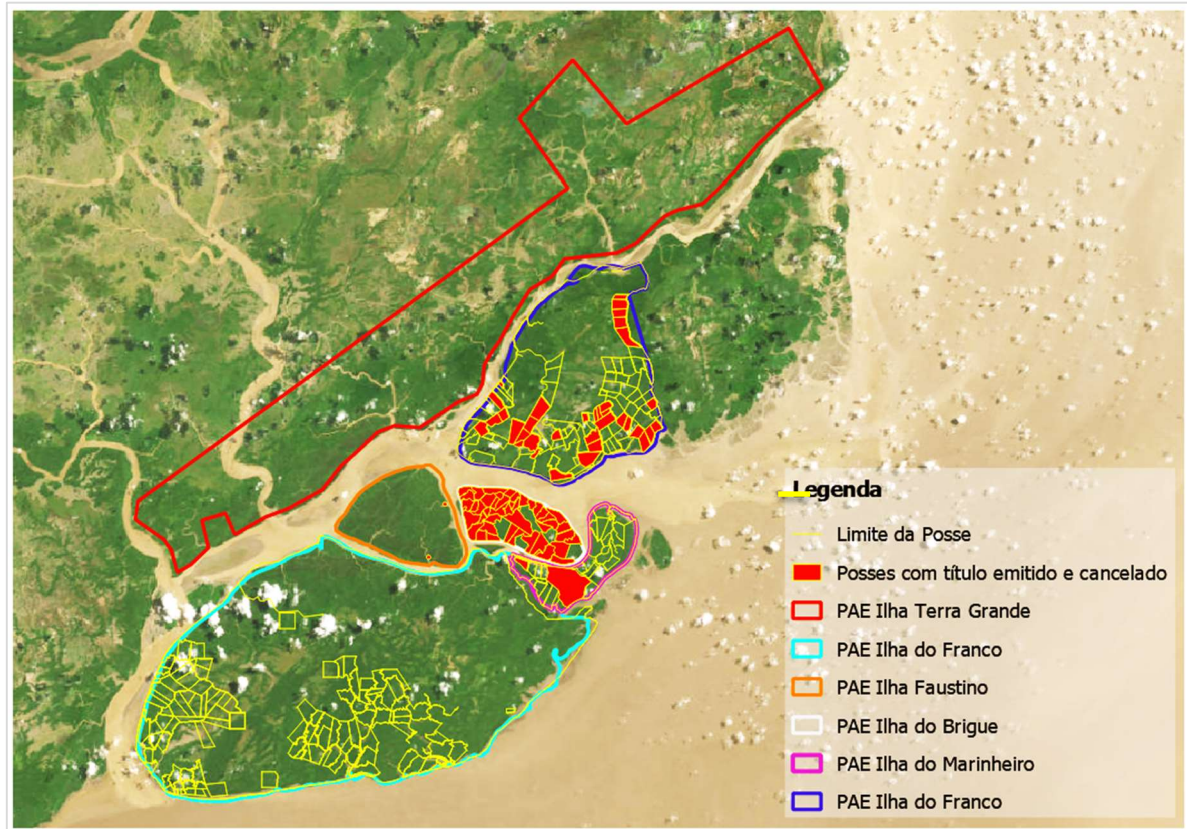 Legenda
Limite da Posse
Posses com título emitido e cancelado
PAE Ilha Terra Grande
PAE Ilha do Franco
PAE Ilha Faustino
PAE Ilha do Brigue
PAE Ilha do Marinheiro
PAE Ilha do Franco